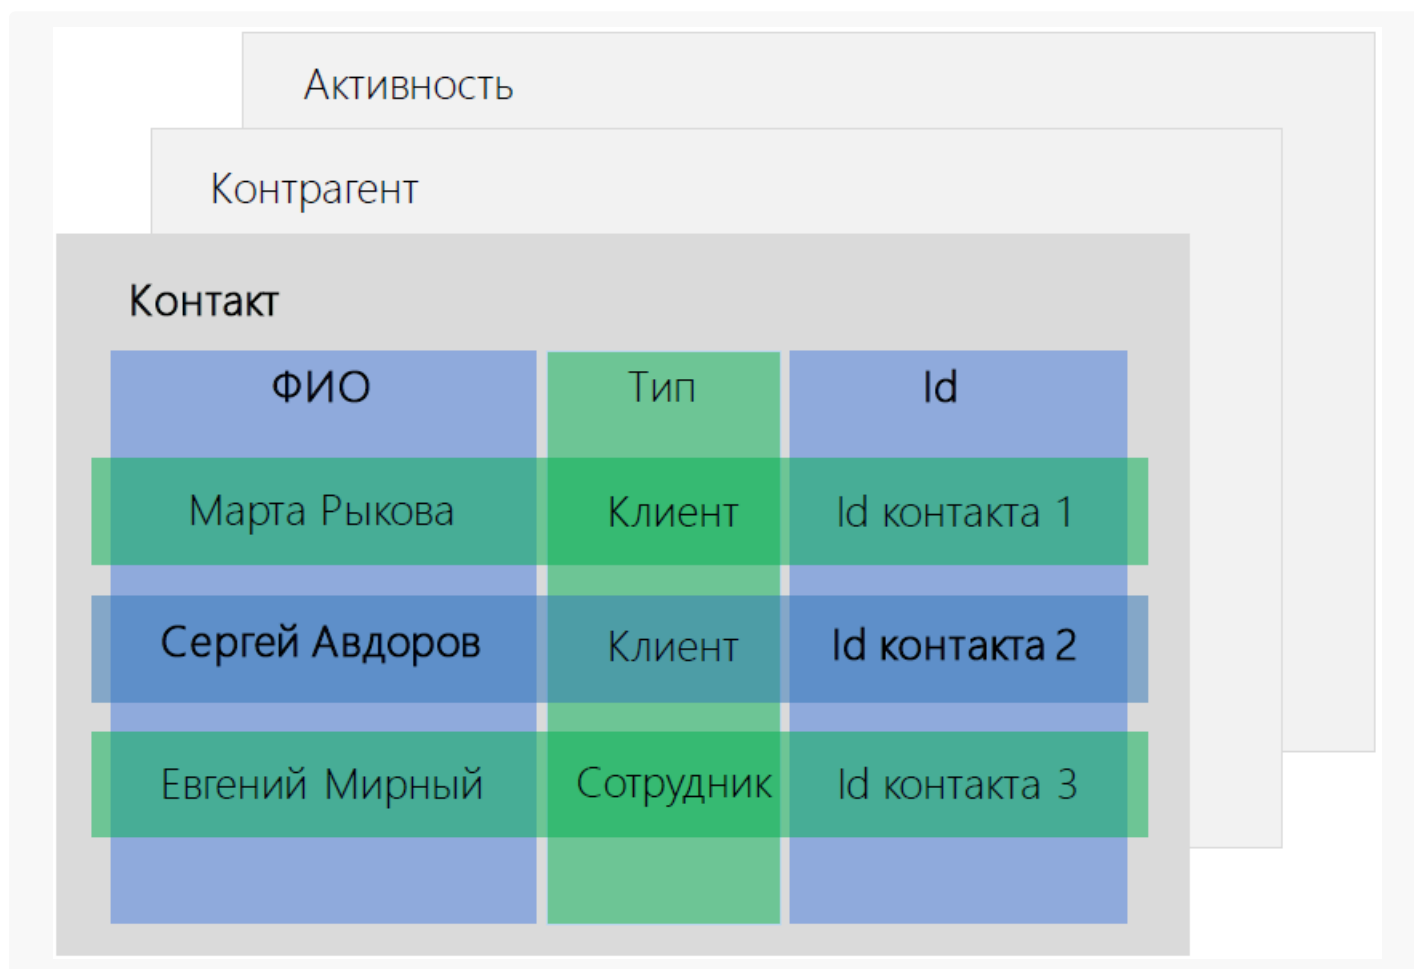 Активность
Контрагент
Контакт
ФИО Тип Id
Марта Рыкова Клиент Id контакта 1
Сергей Авдоров Клиент Id контакта 2
Евгений Мирный Сотрудник Id контакта 3